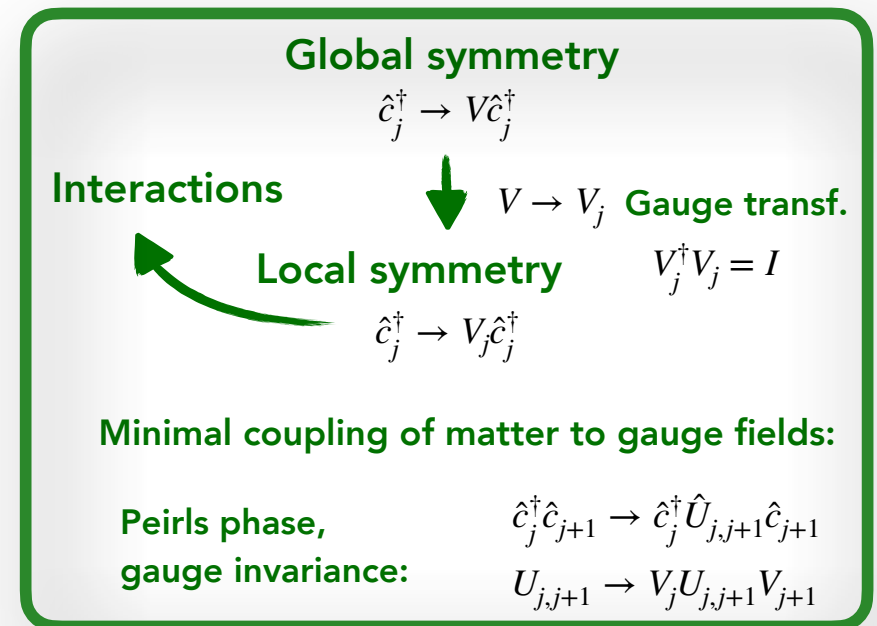 Global symmetry
ĉ†_j → Vĉ†_j
Interactions
V → V_j Gauge transf.
Local symmetry
V†_j V_j = I
ĉ†_j → V_jĉ†_j
Minimal coupling of matter to gauge fields:
Peirls phase,
gauge invariance:
ĉ†_j ĉ_{j+1} → ĉ†_j Û_{j,j+1} ĉ_{j+1}
U_{j,j+1} → V_j U_{j,j+1} V_{j+1}